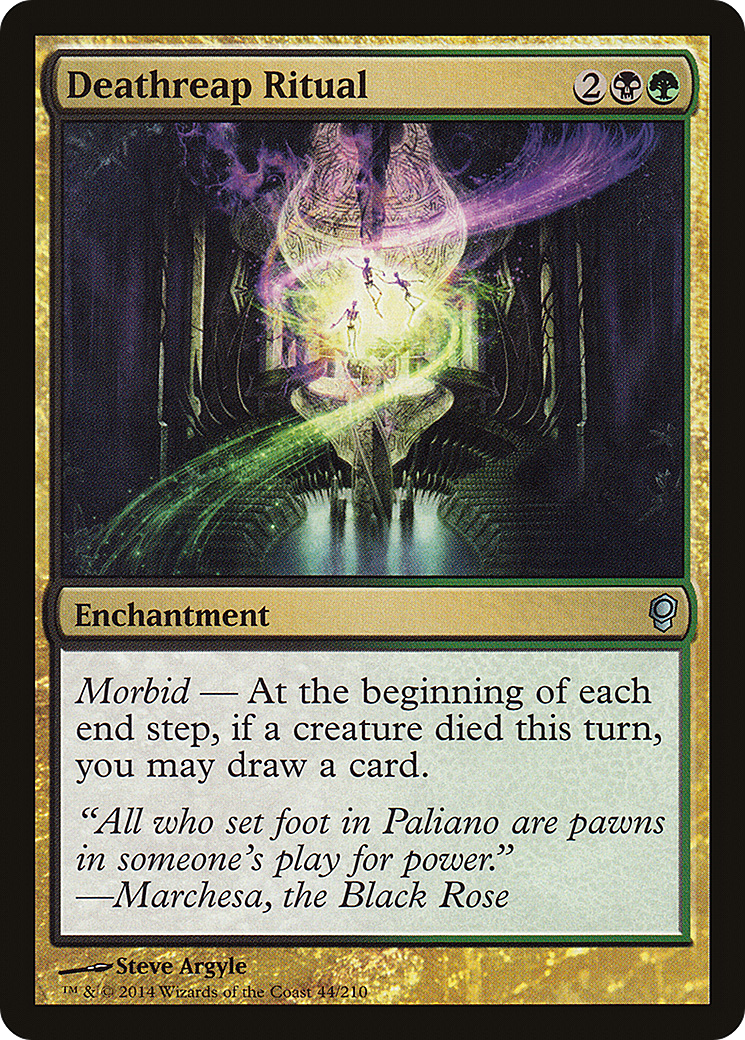 Deathreap Ritual 2
Enchantment
Morbid — At the beginning of each
end step, if a creature died this turn,
you may draw a card.
“All who set foot in Paliano are pawns
in someone’s play for power.”
—Marchesa, the Black Rose
Steve Argyle
™ & © 2014 Wizards of the Coast 44/210